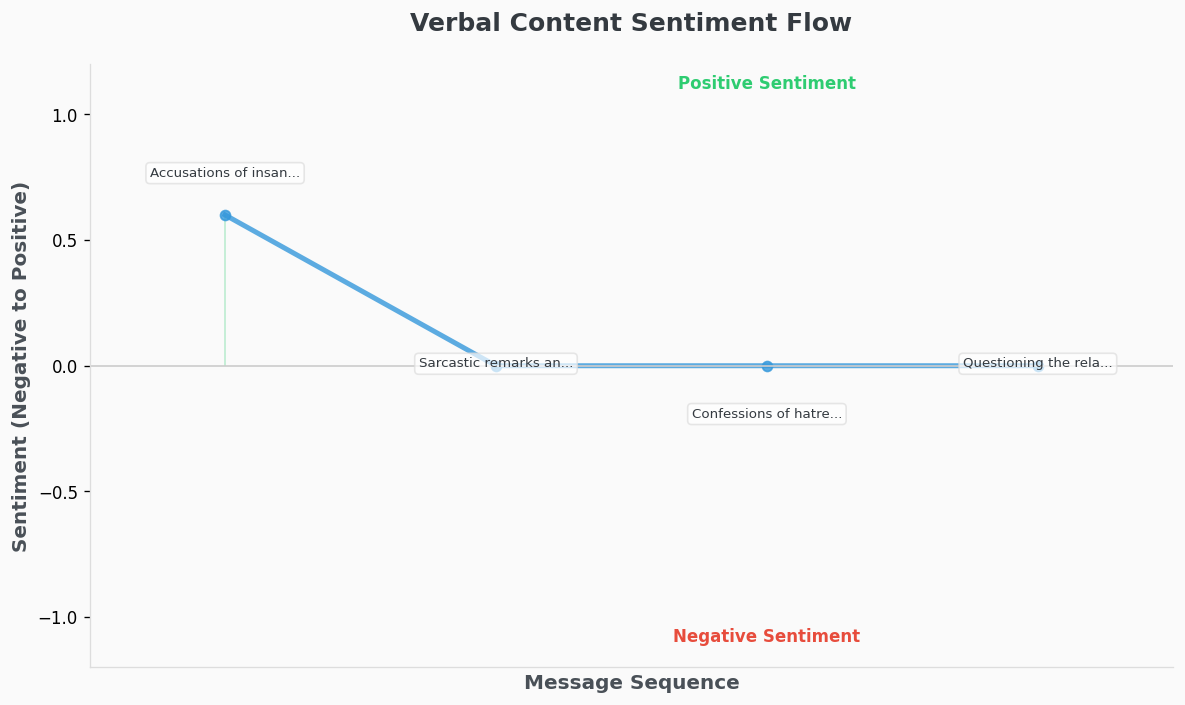 Verbal Content Sentiment Flow
Positive Sentiment
1.0
Accusations of insan...
0.5
Sentiment (Negative to Positive)
0.0
Sarcastic remarks an...
Questioning the rela...
Confessions of hatre...
−0.5
−1.0
Negative Sentiment
Message Sequence